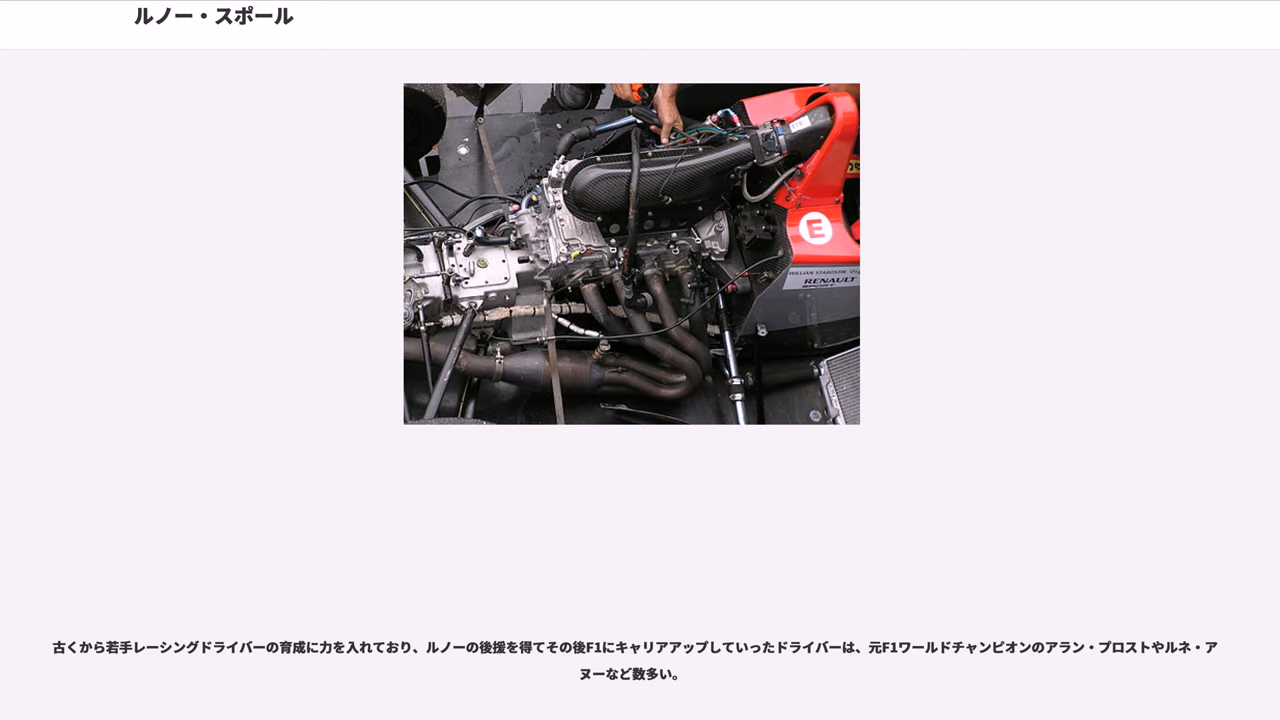 ルノー・スポール
E
WILLIAN STAROSTIK
RENAULT
SPORT
古くから若手レーシングドライバーの育成に力を入れており、ルノーの後援を得てその後F1にキャリアアップしていったドライバーは、元F1ワールドチャンピオンのアラン・プロストやルネ・ア
ヌーなど数多い。